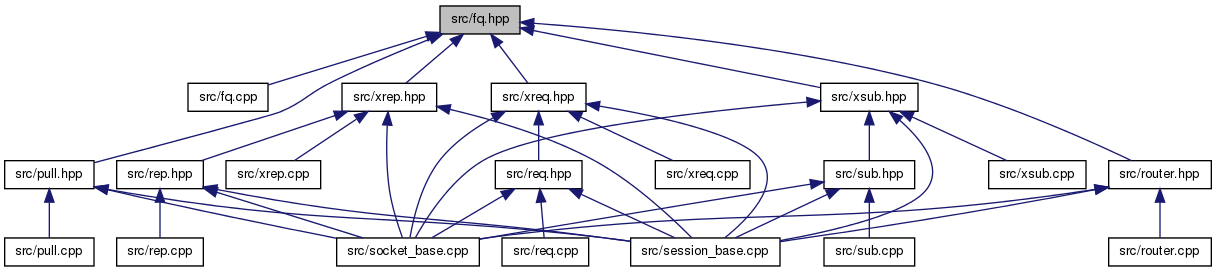 src/fq.hpp
src/fq.cpp
src/xrep.hpp
src/xreq.hpp
src/xsub.hpp
src/pull.hpp
src/rep.hpp
src/xrep.cpp
src/req.hpp
src/xreq.cpp
src/sub.hpp
src/xsub.cpp
src/router.hpp
src/pull.cpp
src/rep.cpp
src/socket_base.cpp
src/req.cpp
src/session_base.cpp
src/sub.cpp
src/router.cpp